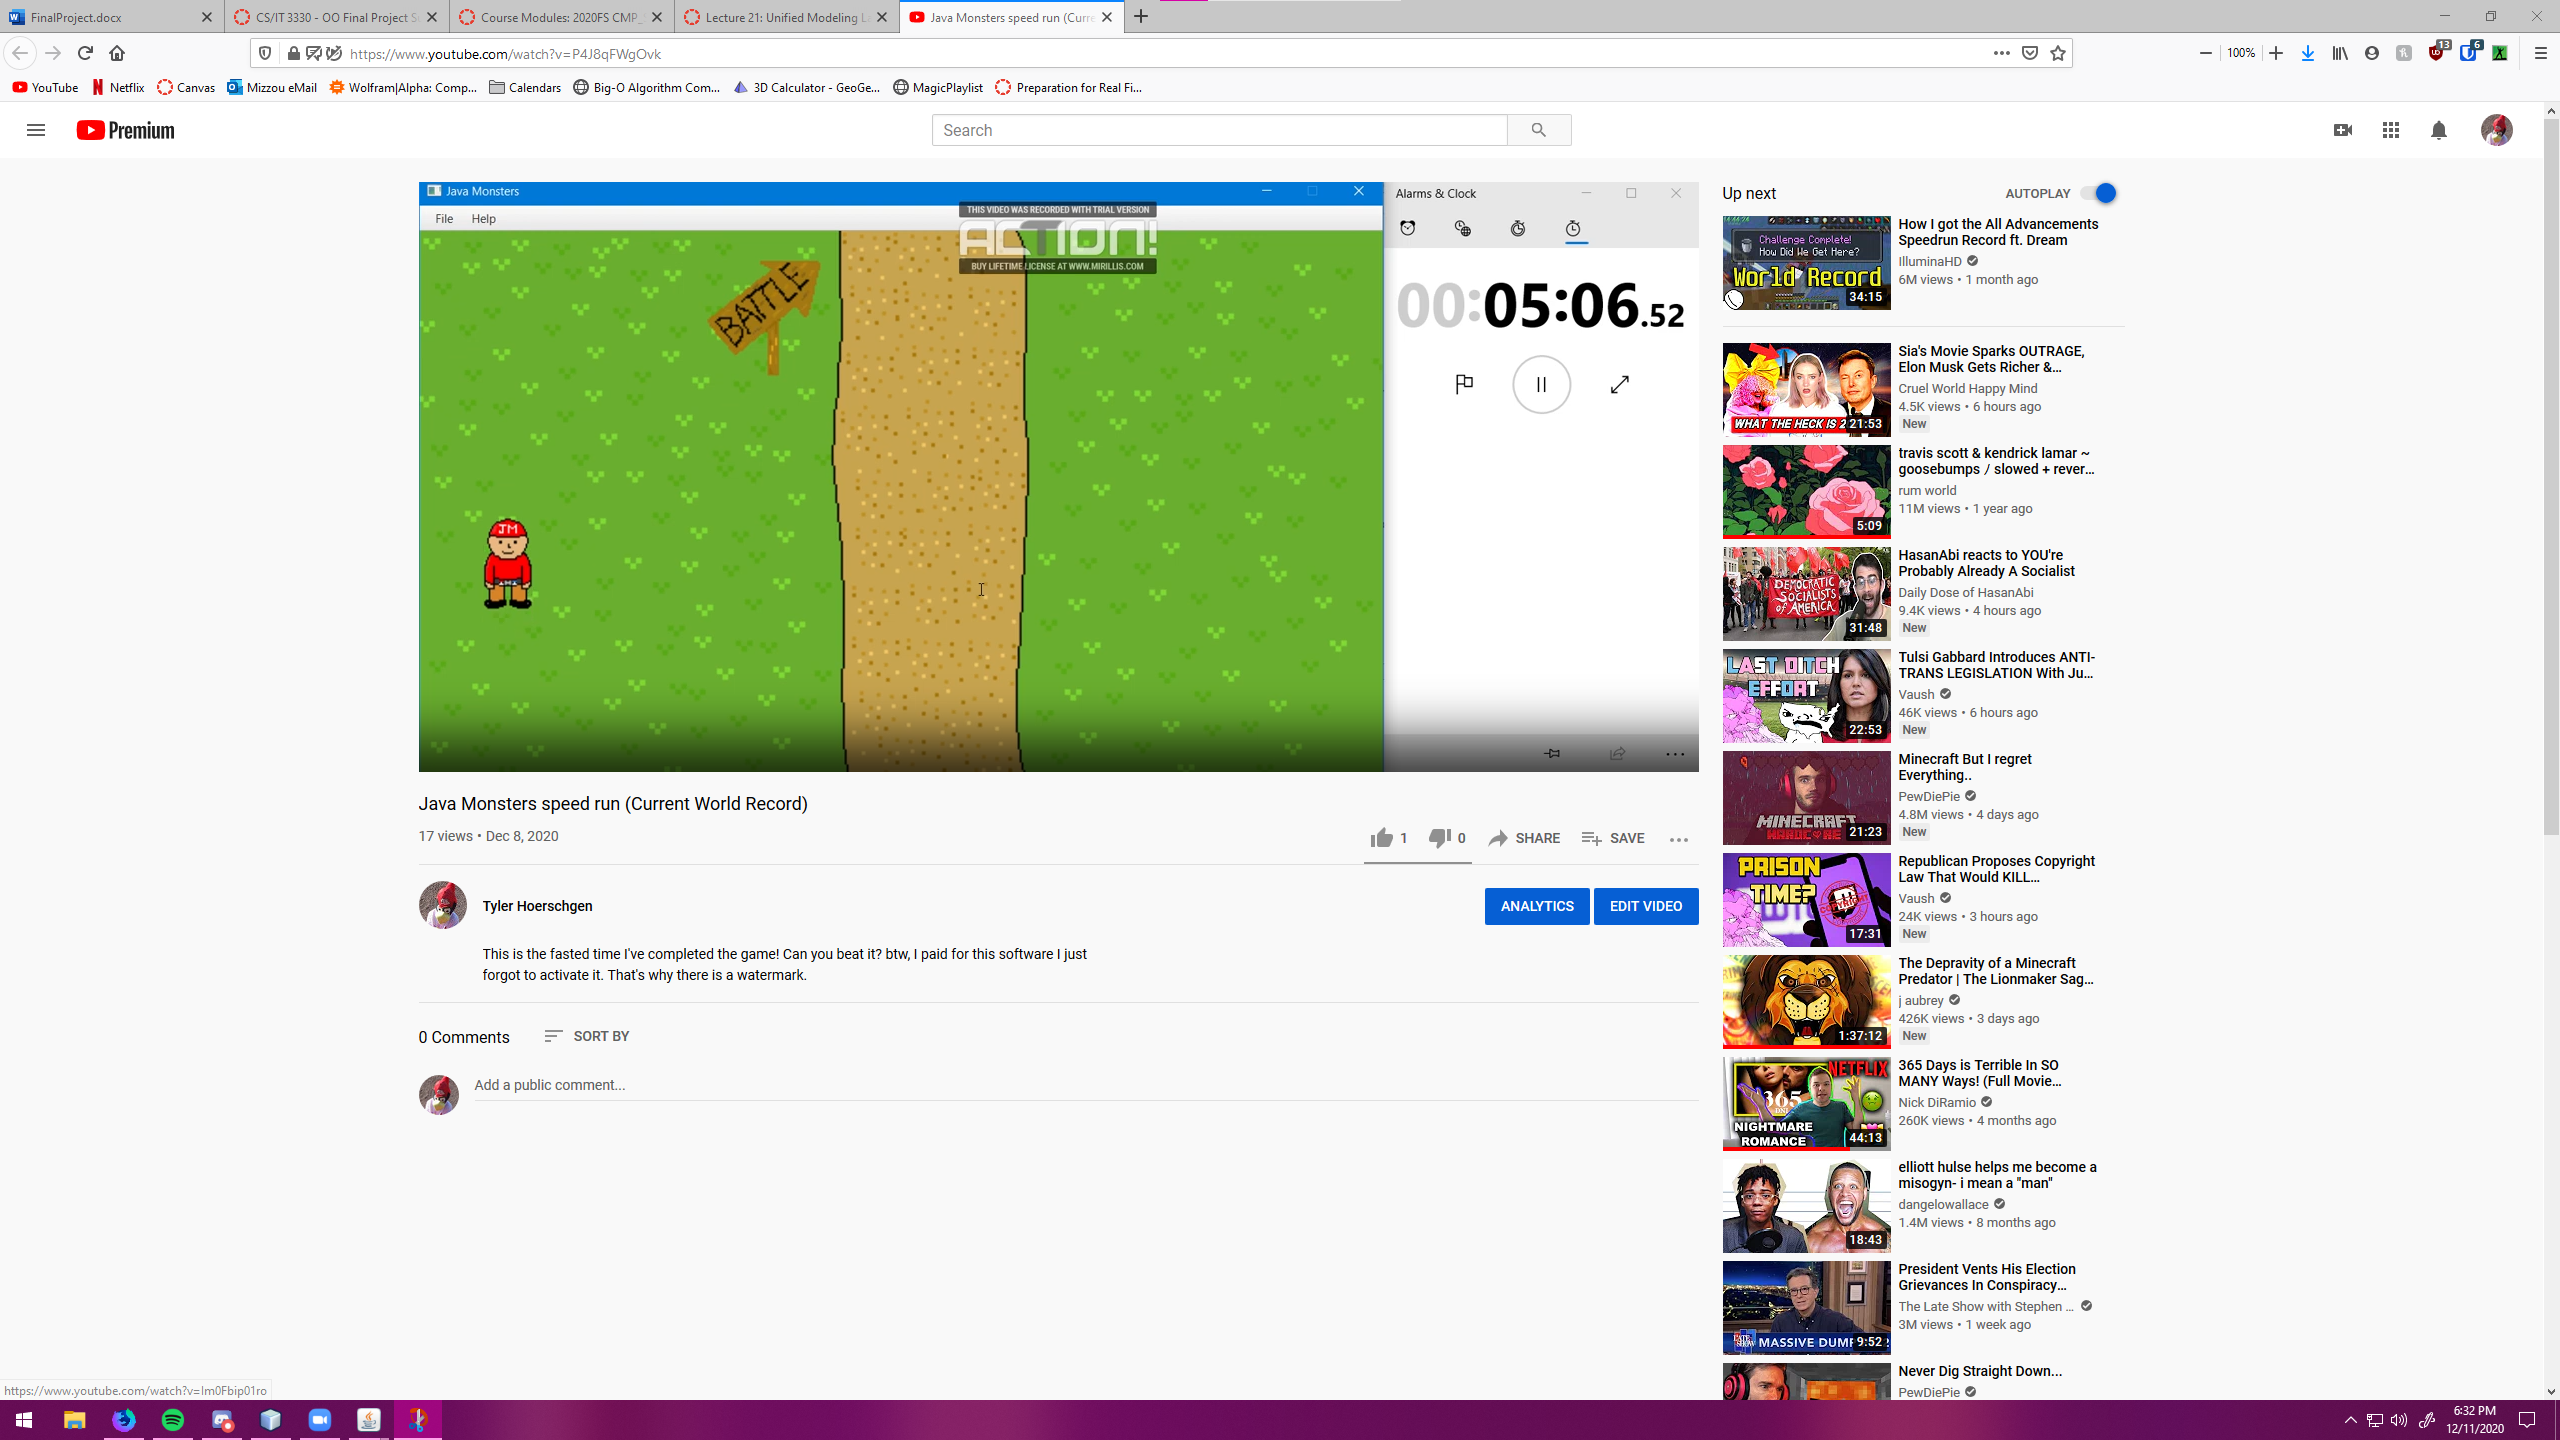 FinalProject.docx
CS/IT 3330 - OO Final Project S
Course Modules: 2020FS CMP_
Lecture 21: Unified Modeling L
Java Monsters speed run (Curre
https://www.youtube.com/watch?v=P4J8qFWgOvk
100%
13
6
YouTube
Netflix
Canvas
Mizzou eMail
Wolfram|Alpha: Comp...
Calendars
Big-O Algorithm Com...
3D Calculator - GeoGe...
MagicPlaylist
Preparation for Real Fi...
Premium
Search
Java Monsters
File Help
THIS VIDEO WAS RECORDED WITH TRIAL VERSION
ACTION!
BUY LIFETIME LICENSE AT WWW.MIRILLIS.COM
BATTLE
JM
Alarms & Clock
00:05:06.52
Java Monsters speed run (Current World Record)
17 views • Dec 8, 2020
1
0
SHARE
SAVE
Tyler Hoerschgen
ANALYTICS
EDIT VIDEO
This is the fasted time I've completed the game! Can you beat it? btw, I paid for this software I just
forgot to activate it. That's why there is a watermark.
0 Comments
SORT BY
Add a public comment...
Up next
AUTOPLAY
Challenge Complete!
How Did We Get Here?
World Record
34:15
How I got the All Advancements
Speedrun Record ft. Dream
IlluminaHD
6M views • 1 month ago
WHAT THE HECK IS 2
21:53
Sia's Movie Sparks OUTRAGE,
Elon Musk Gets Richer &...
Cruel World Happy Mind
4.5K views • 6 hours ago
New
5:09
travis scott & kendrick lamar ~
goosebumps / slowed + rever...
rum world
11M views • 1 year ago
DEMOCRATIC
SOCIALISTS
of AMERICA
31:48
HasanAbi reacts to YOU're
Probably Already A Socialist
Daily Dose of HasanAbi
9.4K views • 4 hours ago
New
LAST DITCH
EFFORT
22:53
Tulsi Gabbard Introduces ANTI-
TRANS LEGISLATION With Ju...
Vaush
46K views • 6 hours ago
New
MINECRAFT
HARDCORE
21:23
Minecraft But I regret
Everything..
PewDiePie
4.8M views • 4 days ago
New
PRISON
TIME?
17:31
Republican Proposes Copyright
Law That Would KILL...
Vaush
24K views • 3 hours ago
New
1:37:12
The Depravity of a Minecraft
Predator | The Lionmaker Sag...
j aubrey
426K views • 3 days ago
New
NETFLIX
365
DNI
NIGHTMARE
ROMANCE
44:13
365 Days is Terrible In SO
MANY Ways! (Full Movie...
Nick DiRamio
260K views • 4 months ago
18:43
elliott hulse helps me become a
misogyn- i mean a "man"
dangelowallace
1.4M views • 8 months ago
MASSIVE DUMP
9:52
President Vents His Election
Grievances In Conspiracy...
The Late Show with Stephen ...
3M views • 1 week ago
Never Dig Straight Down...
PewDiePie
https://www.youtube.com/watch?v=Im0Fbip01ro
6:32 PM
12/11/2020